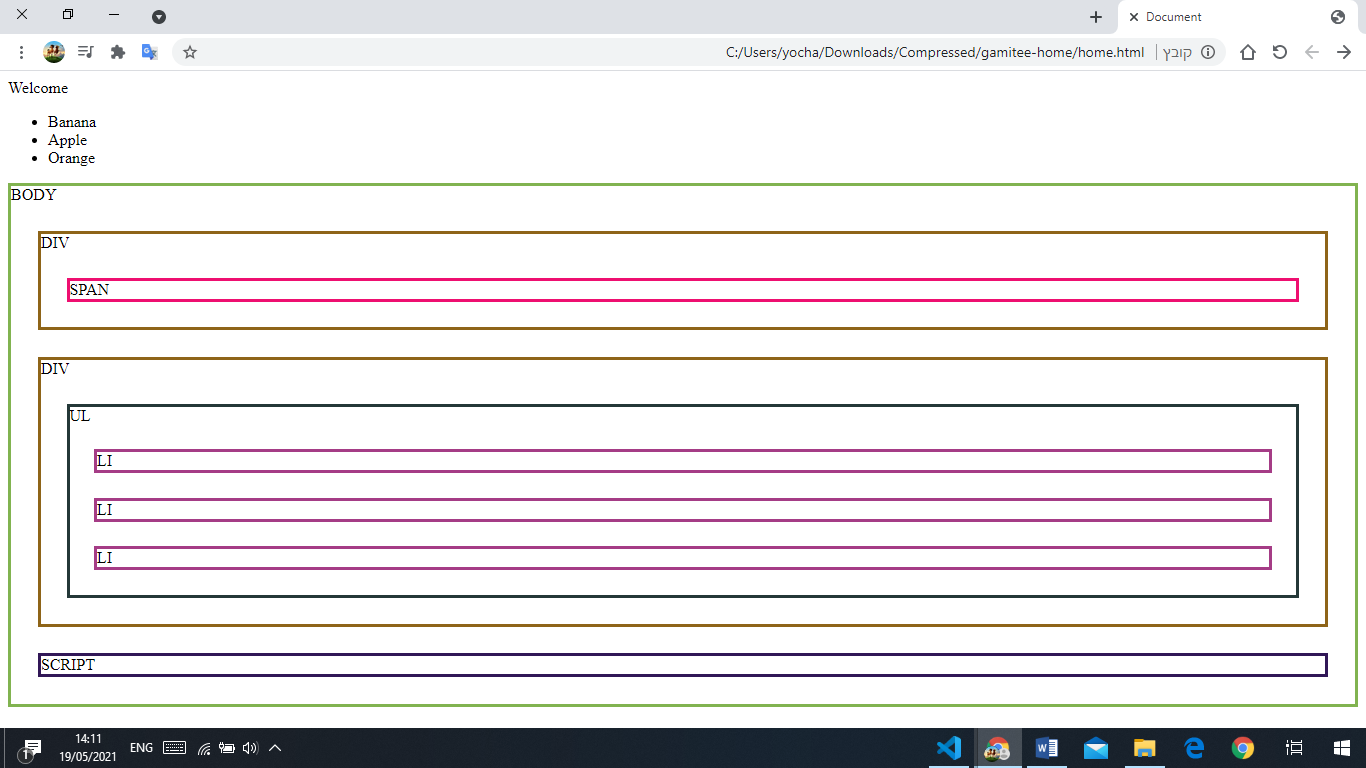 Document
C:/Users/yocha/Downloads/Compressed/gamitee-home/home.html | קובץ
Welcome
Banana
Apple
Orange
BODY
DIV
SPAN
DIV
UL
LI
LI
LI
SCRIPT
1
14:11
19/05/2021
ENG